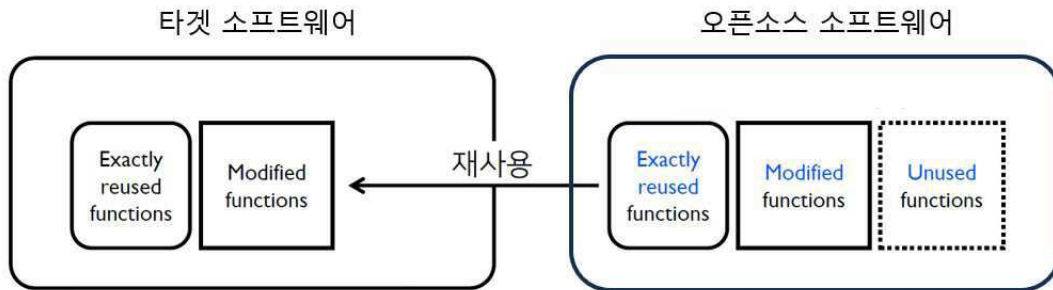 타겟 소프트웨어
오픈소스 소프트웨어
Exactly
reused
functions
Modified
functions
재사용
Exactly
reused
functions
Modified
functions
Unused
functions